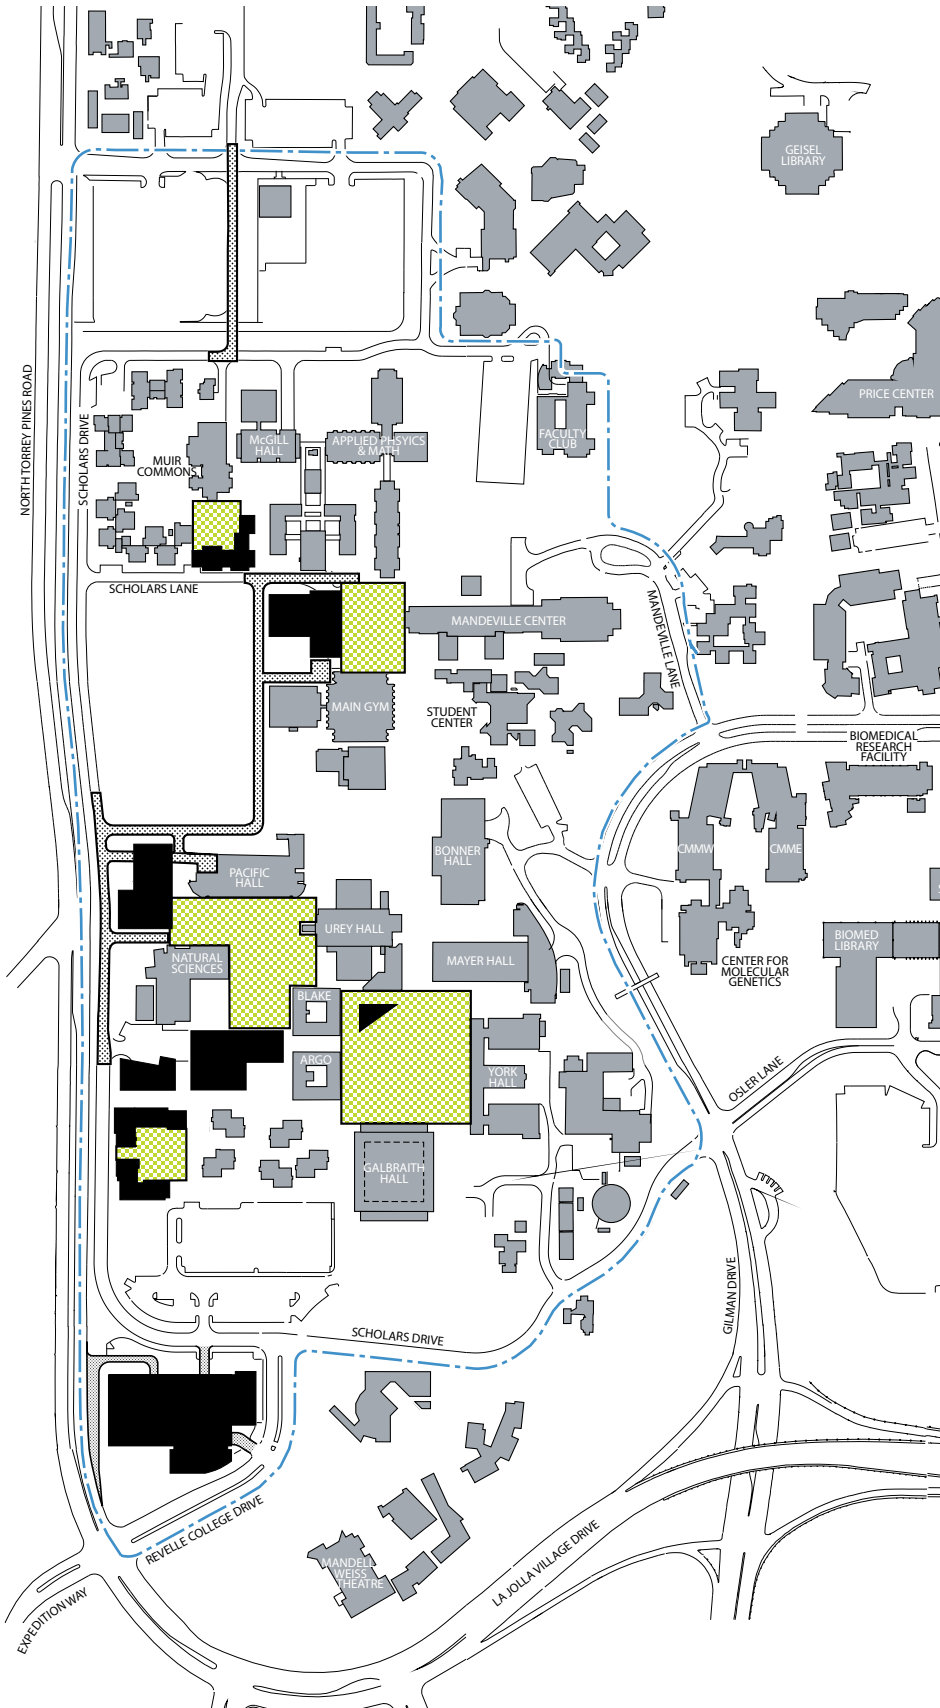 GEISEL
LIBRARY
PRICE CENTER
NORTH TORREY PINES ROAD
SCHOLARS DRIVE
McGILL
HALL
APPLIED PHSYICS
& MATH
FACULTY
CLUB
MUIR
COMMONS
SCHOLARS LANE
MANDEVILLE CENTER
MANDEVILLE LANE
MAIN GYM
STUDENT
CENTER
BIOMEDICAL
RESEARCH
FACILITY
BONNER
HALL
CMMW
CMME
PACIFIC
HALL
UREY HALL
BIOMED
LIBRARY
NATURAL
SCIENCES
MAYER HALL
CENTER FOR
MOLECULAR
GENETICS
BLAKE
ARGO
YORK
HALL
OSLER LANE
GALBRAITH
HALL
GILMAN DRIVE
SCHOLARS DRIVE
REVELLE COLLEGE DRIVE
LA JOLLA VILLAGE DRIVE
MANDELL
WEISS
THEATRE
EXPEDITION WAY